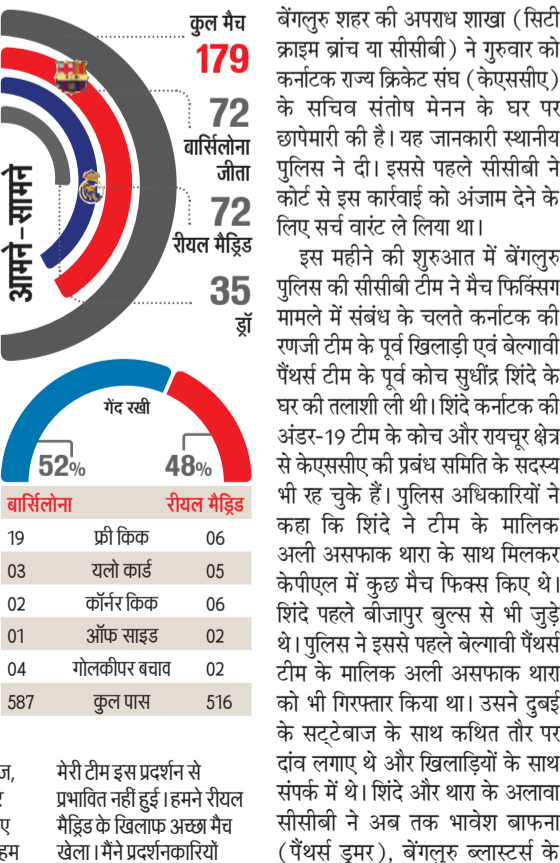 आमने-सामने
कुल मैच
179
72
बार्सिलोना
जीता
72
रीयल मैड्रिड
35
ड्रॉ
गेंद रखी
52% 48%
बार्सिलोना रीयल मैड्रिड
19 फ्री किक 06
03 यलो कार्ड 05
02 कॉर्नर किक 06
01 ऑफ साइड 02
04 गोलकीपर बचाव 02
587 कुल पास 516
मेरी टीम इस प्रदर्शन से
प्रभावित नहीं हुई। हमने रीयल
मैड्रिड के खिलाफ अच्छा मैच
खेला। मैंने प्रदर्शनकारियों
बेंगलुरु शहर की अपराध शाखा (सिटी
क्राइम ब्रांच या सीसीबी) ने गुरुवार को
कर्नाटक राज्य क्रिकेट संघ (केएससीए)
के सचिव संतोष मेनन के घर पर
छापेमारी की है। यह जानकारी स्थानीय
पुलिस ने दी। इससे पहले सीसीबी ने
कोर्ट से इस कार्रवाई को अंजाम देने के
लिए सर्च वारंट ले लिया था।
इस महीने की शुरुआत में बेंगलुरु
पुलिस की सीसीबी टीम ने मैच फिक्सिंग
मामले में संबंध के चलते कर्नाटक की
रणजी टीम के पूर्व खिलाड़ी एवं बेल्गावी
पैंथर्स टीम के पूर्व कोच सुधींद्र शिंदे के
घर की तलाशी ली थी। शिंदे कर्नाटक की
अंडर-19 टीम के कोच और रायचूर क्षेत्र
से केएससीए की प्रबंध समिति के सदस्य
भी रह चुके हैं। पुलिस अधिकारियों ने
कहा कि शिंदे ने टीम के मालिक
अली असफाक थारा के साथ मिलकर
केपीएल में कुछ मैच फिक्स किए थे।
शिंदे पहले बीजापुर बुल्स से भी जुड़े
थे। पुलिस ने इससे पहले बेल्गावी पैंथर्स
टीम के मालिक अली असफाक थारा
को भी गिरफ्तार किया था। उसने दुबई
के सट्टेबाज के साथ कथित तौर पर
दांव लगाए थे और खिलाड़ियों के साथ
संपर्क में थे। शिंदे और थारा के अलावा
सीसीबी ने अब तक भावेश बाफना
(पैंथर्स ड्रमर), बेंगलुरु ब्लास्टर्स के